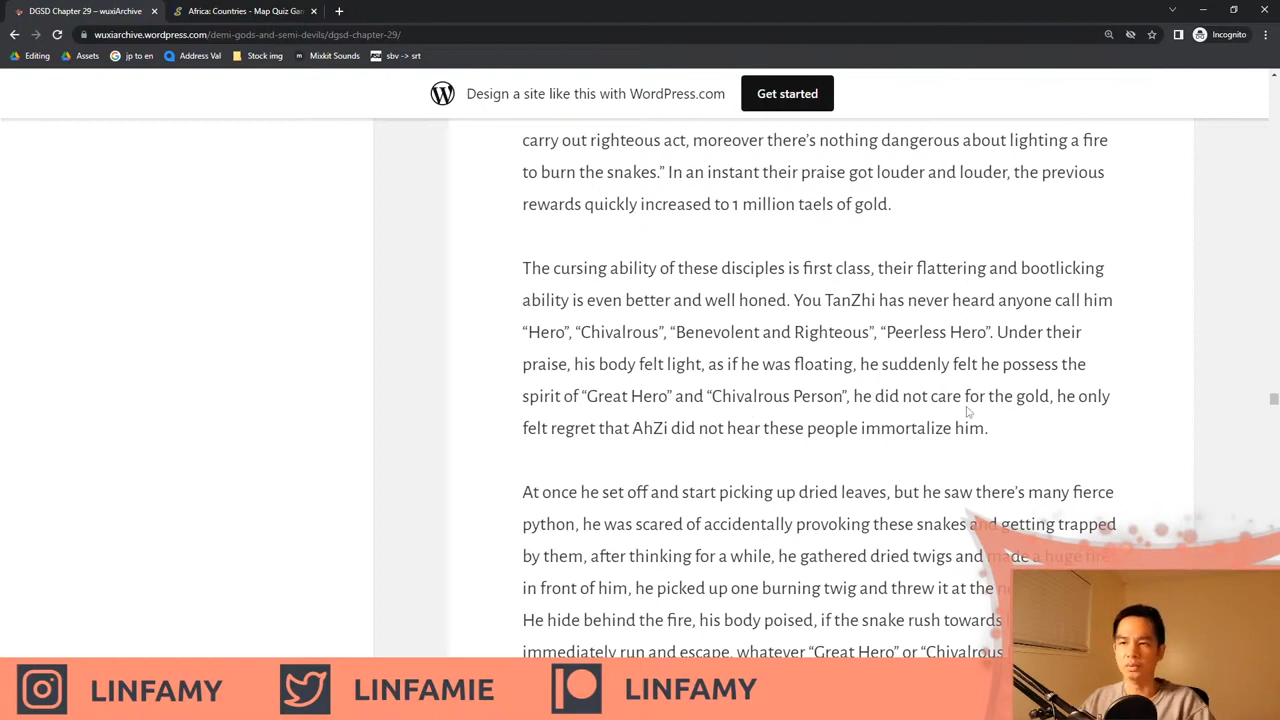 DGSD Chapter 29 – wuxiArchive
Africa: Countries - Map Quiz Gam
wuxiarchive.wordpress.com/demi-gods-and-semi-devils/dgsd-chapter-29/
Incognito
Editing
Assets
jp to en
Address Val
Stock img
Mixkit Sounds
sbv -> srt
Design a site like this with WordPress.com
Get started
carry out righteous act, moreover there's nothing dangerous about lighting a fire
to burn the snakes.” In an instant their praise got louder and louder, the previous
rewards quickly increased to 1 million taels of gold.
The cursing ability of these disciples is first class, their flattering and bootlicking
ability is even better and well honed. You TanZhi has never heard anyone call him
“Hero”, “Chivalrous”, “Benevolent and Righteous”, “Peerless Hero”. Under their
praise, his body felt light, as if he was floating, he suddenly felt he possess the
spirit of “Great Hero” and “Chivalrous Person”, he did not care for the gold, he only
felt regret that AhZi did not hear these people immortalize him.
At once he set off and start picking up dried leaves, but he saw there's many fierce
python, he was scared of accidentally provoking these snakes and getting trapped
by them, after thinking for a while, he gathered dried twigs and made a huge fire
in front of him, he picked up one burning twig and threw it at the
He hide behind the fire, his body poised, if the snake rush towards
immediately run and escape, whatever “Great Hero” or “Chivalrous
LINFAMY
LINFAMIE
LINFAMY